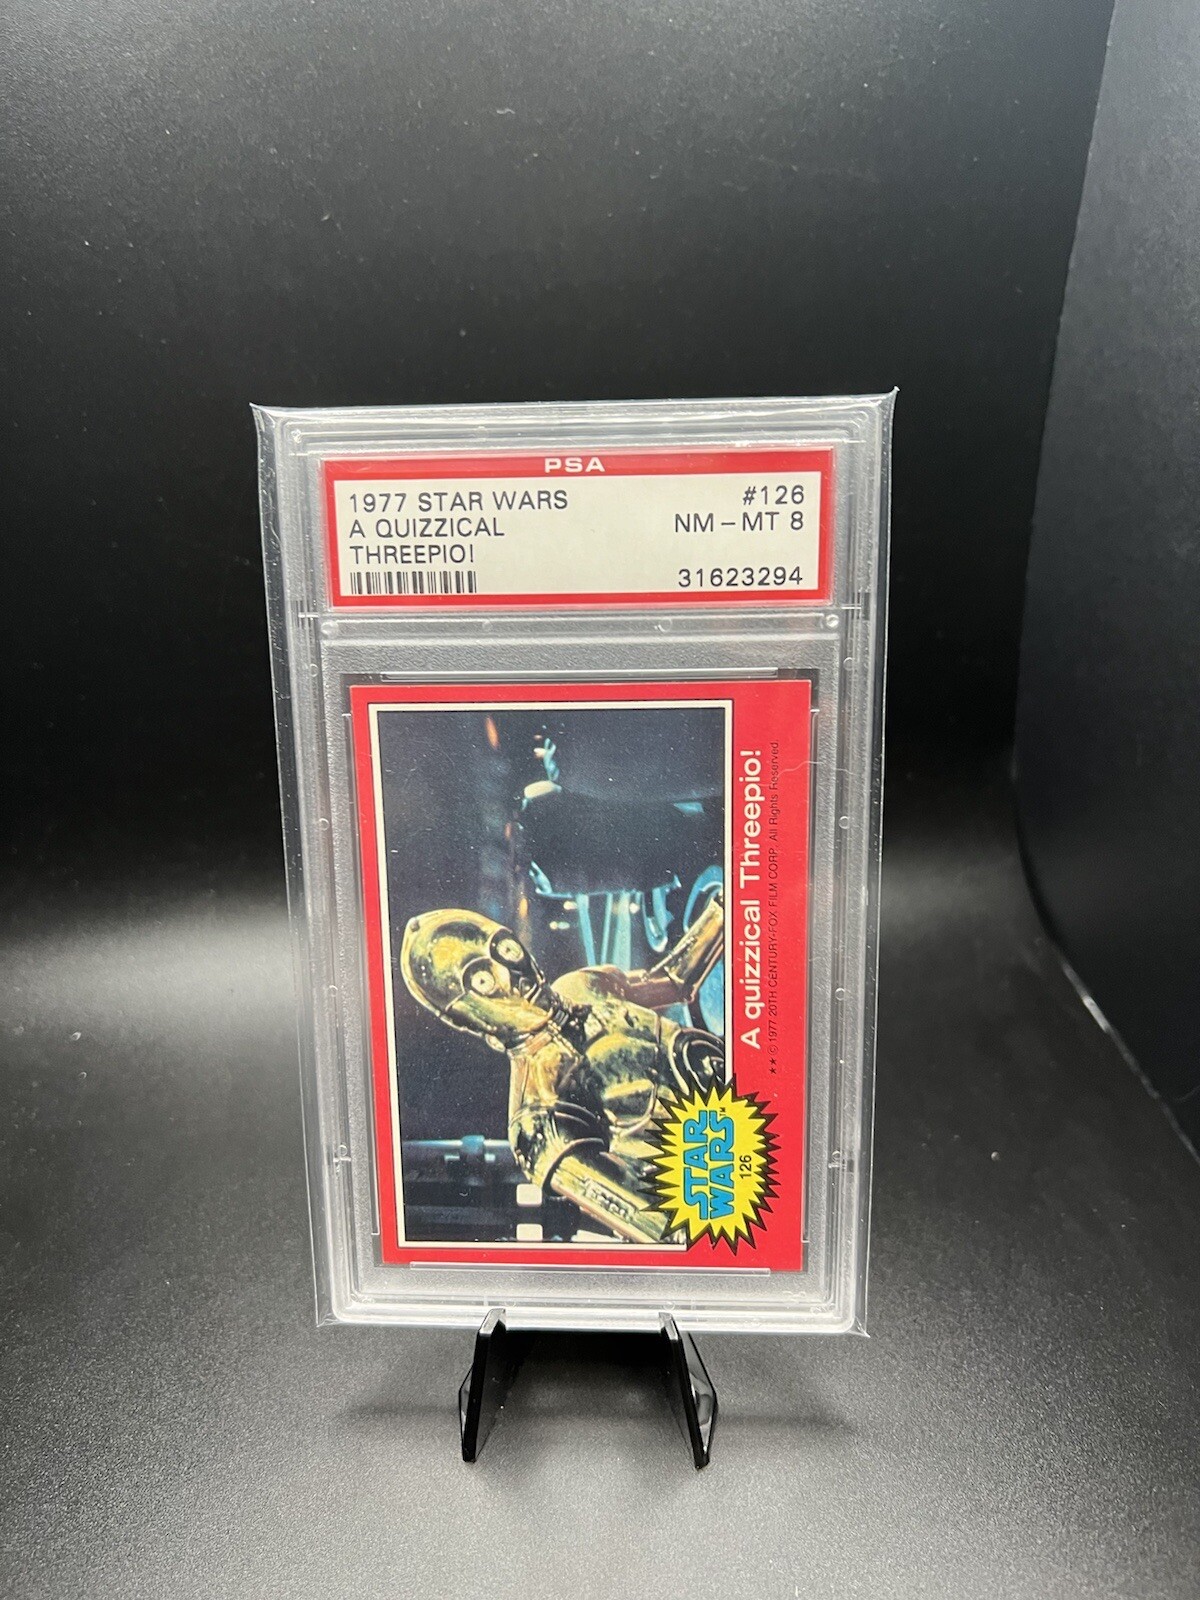 PSA
1977 STAR WARS #126
A QUIZZICAL NM - MT 8
THREEPIO!
31623294
A quizzical Threepio!
★★ © 1977 20TH CENTURY-FOX FILM CORP. All Rights Reserved.
STAR
WARS™
126